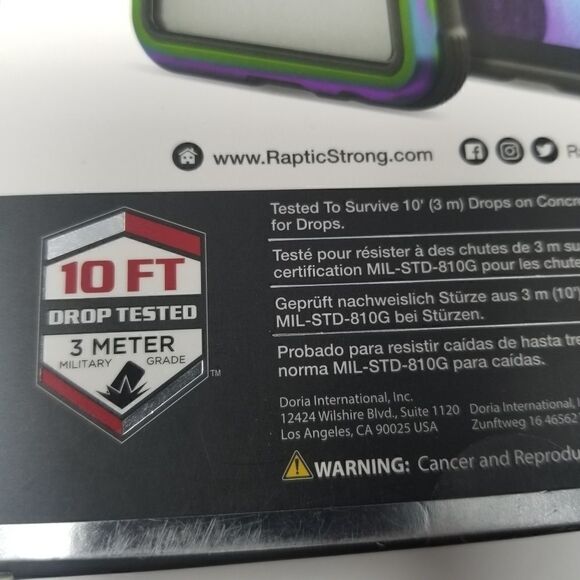 www.RapticStrong.com
10 FT
DROP TESTED
3 METER
MILITARY GRADE
TM
Tested To Survive 10' (3 m) Drops on
for Drops.
Testé pour résister à des chutes de 3 m
certification MIL-STD-810G pour les
Geprüft nachweislich Stürze aus 3 m (10')
MIL-STD-810G bei Stürzen.
Probado para resistir caídas de hasta
norma MIL-STD-810G para caídas.
Doria International, Inc.
12424 Wilshire Blvd., Suite 1120
Los Angeles, CA 90025 USA
Doria International,
Zunftweg 16 46562
WARNING: Cancer and